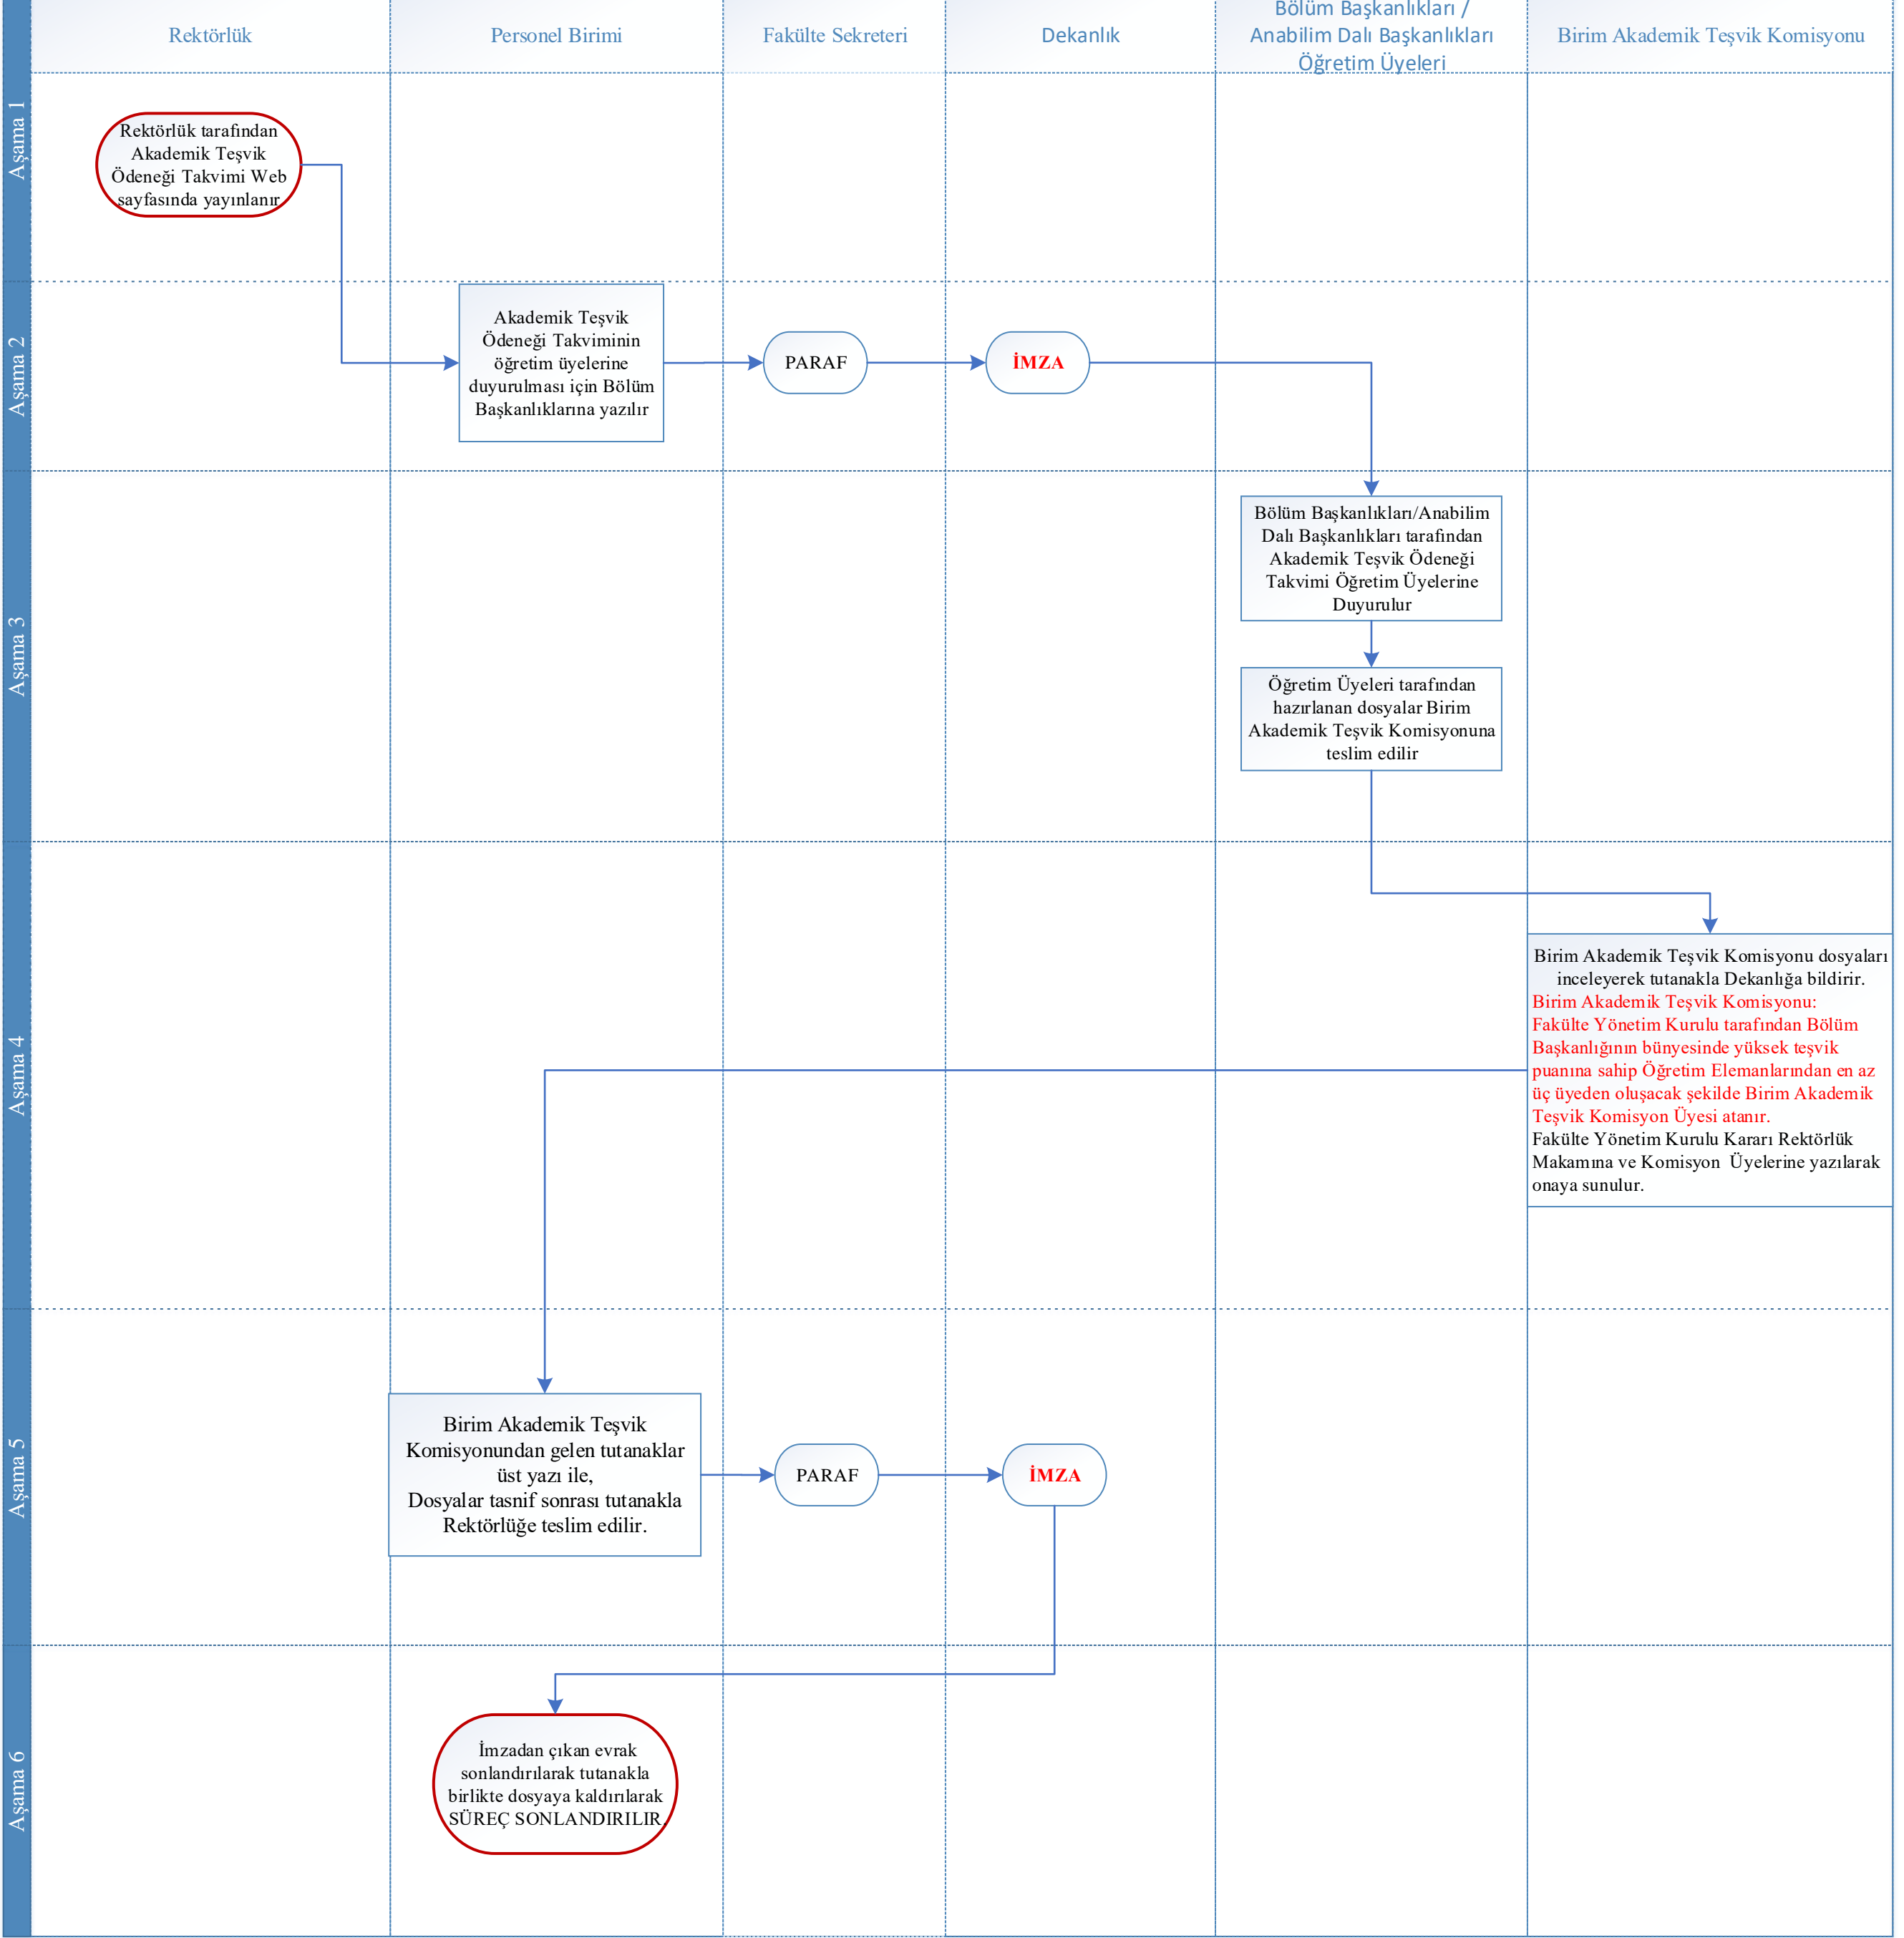 Rektörlük
Personel Birimi
Fakülte Sekreteri
Dekanlık
Bölüm Başkanlıkları /
Anabilim Dalı Başkanlıkları
Öğretim Üyeleri
Birim Akademik Teşvik Komisyonu
Aşama 1
Rektörlük tarafından
Akademik Teşvik
Ödeneği Takvimi Web
sayfasında yayınlanır
Aşama 2
Akademik Teşvik
Ödeneği Takviminin
öğretim üyelerine
duyurulması için Bölüm
Başkanlıklarına yazılır
PARAF
İMZA
Aşama 3
Bölüm Başkanlıkları/Anabilim
Dalı Başkanlıkları tarafından
Akademik Teşvik Ödeneği
Takvimi Öğretim Üyelerine
Duyurulur
Öğretim Üyeleri tarafından
hazırlanan dosyalar Birim
Akademik Teşvik Komisyonuna
teslim edilir
Aşama 4
Birim Akademik Teşvik Komisyonu dosyaları
inceleyerek tutanakla Dekanlığa bildirir.
Birim Akademik Teşvik Komisyonu:
Fakülte Yönetim Kurulu tarafından Bölüm
Başkanlığının bünyesinde yüksek teşvik
puanına sahip Öğretim Elemanlarından en az
üç üyeden oluşacak şekilde Birim Akademik
Teşvik Komisyon Üyesi atanır.
Fakülte Yönetim Kurulu Kararı Rektörlük
Makamına ve Komisyon  Üyelerine yazılarak
onaya sunulur.
Aşama 5
Birim Akademik Teşvik
Komisyonundan gelen tutanaklar
üst yazı ile,
Dosyalar tasnif sonrası tutanakla
Rektörlüğe teslim edilir.
PARAF
İMZA
Aşama 6
İmzadan çıkan evrak
sonlandırılarak tutanakla
birlikte dosyaya kaldırılarak
SÜREÇ SONLANDIRILIR.